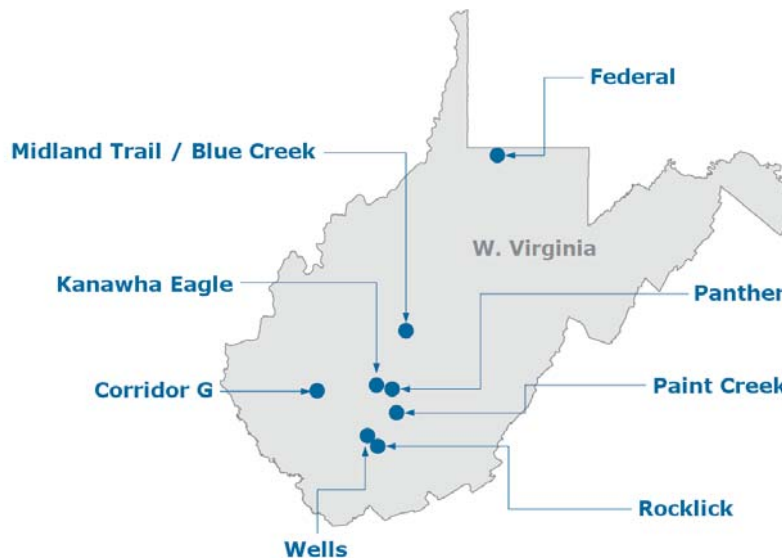 Federal
Midland Trail / Blue Creek
W. Virginia
Kanawha Eagle
Panther
Corridor G
Paint Creek
Rocklick
Wells